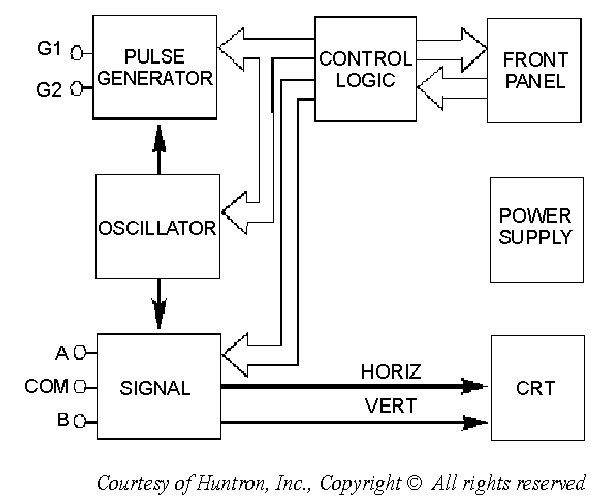 G1
G2
PULSE
GENERATOR
CONTROL
LOGIC
FRONT
PANEL
OSCILLATOR
POWER
SUPPLY
A
COM
B
SIGNAL
HORIZ
VERT
CRT
Courtesy of Huntron, Inc., Copyright © All rights reserved